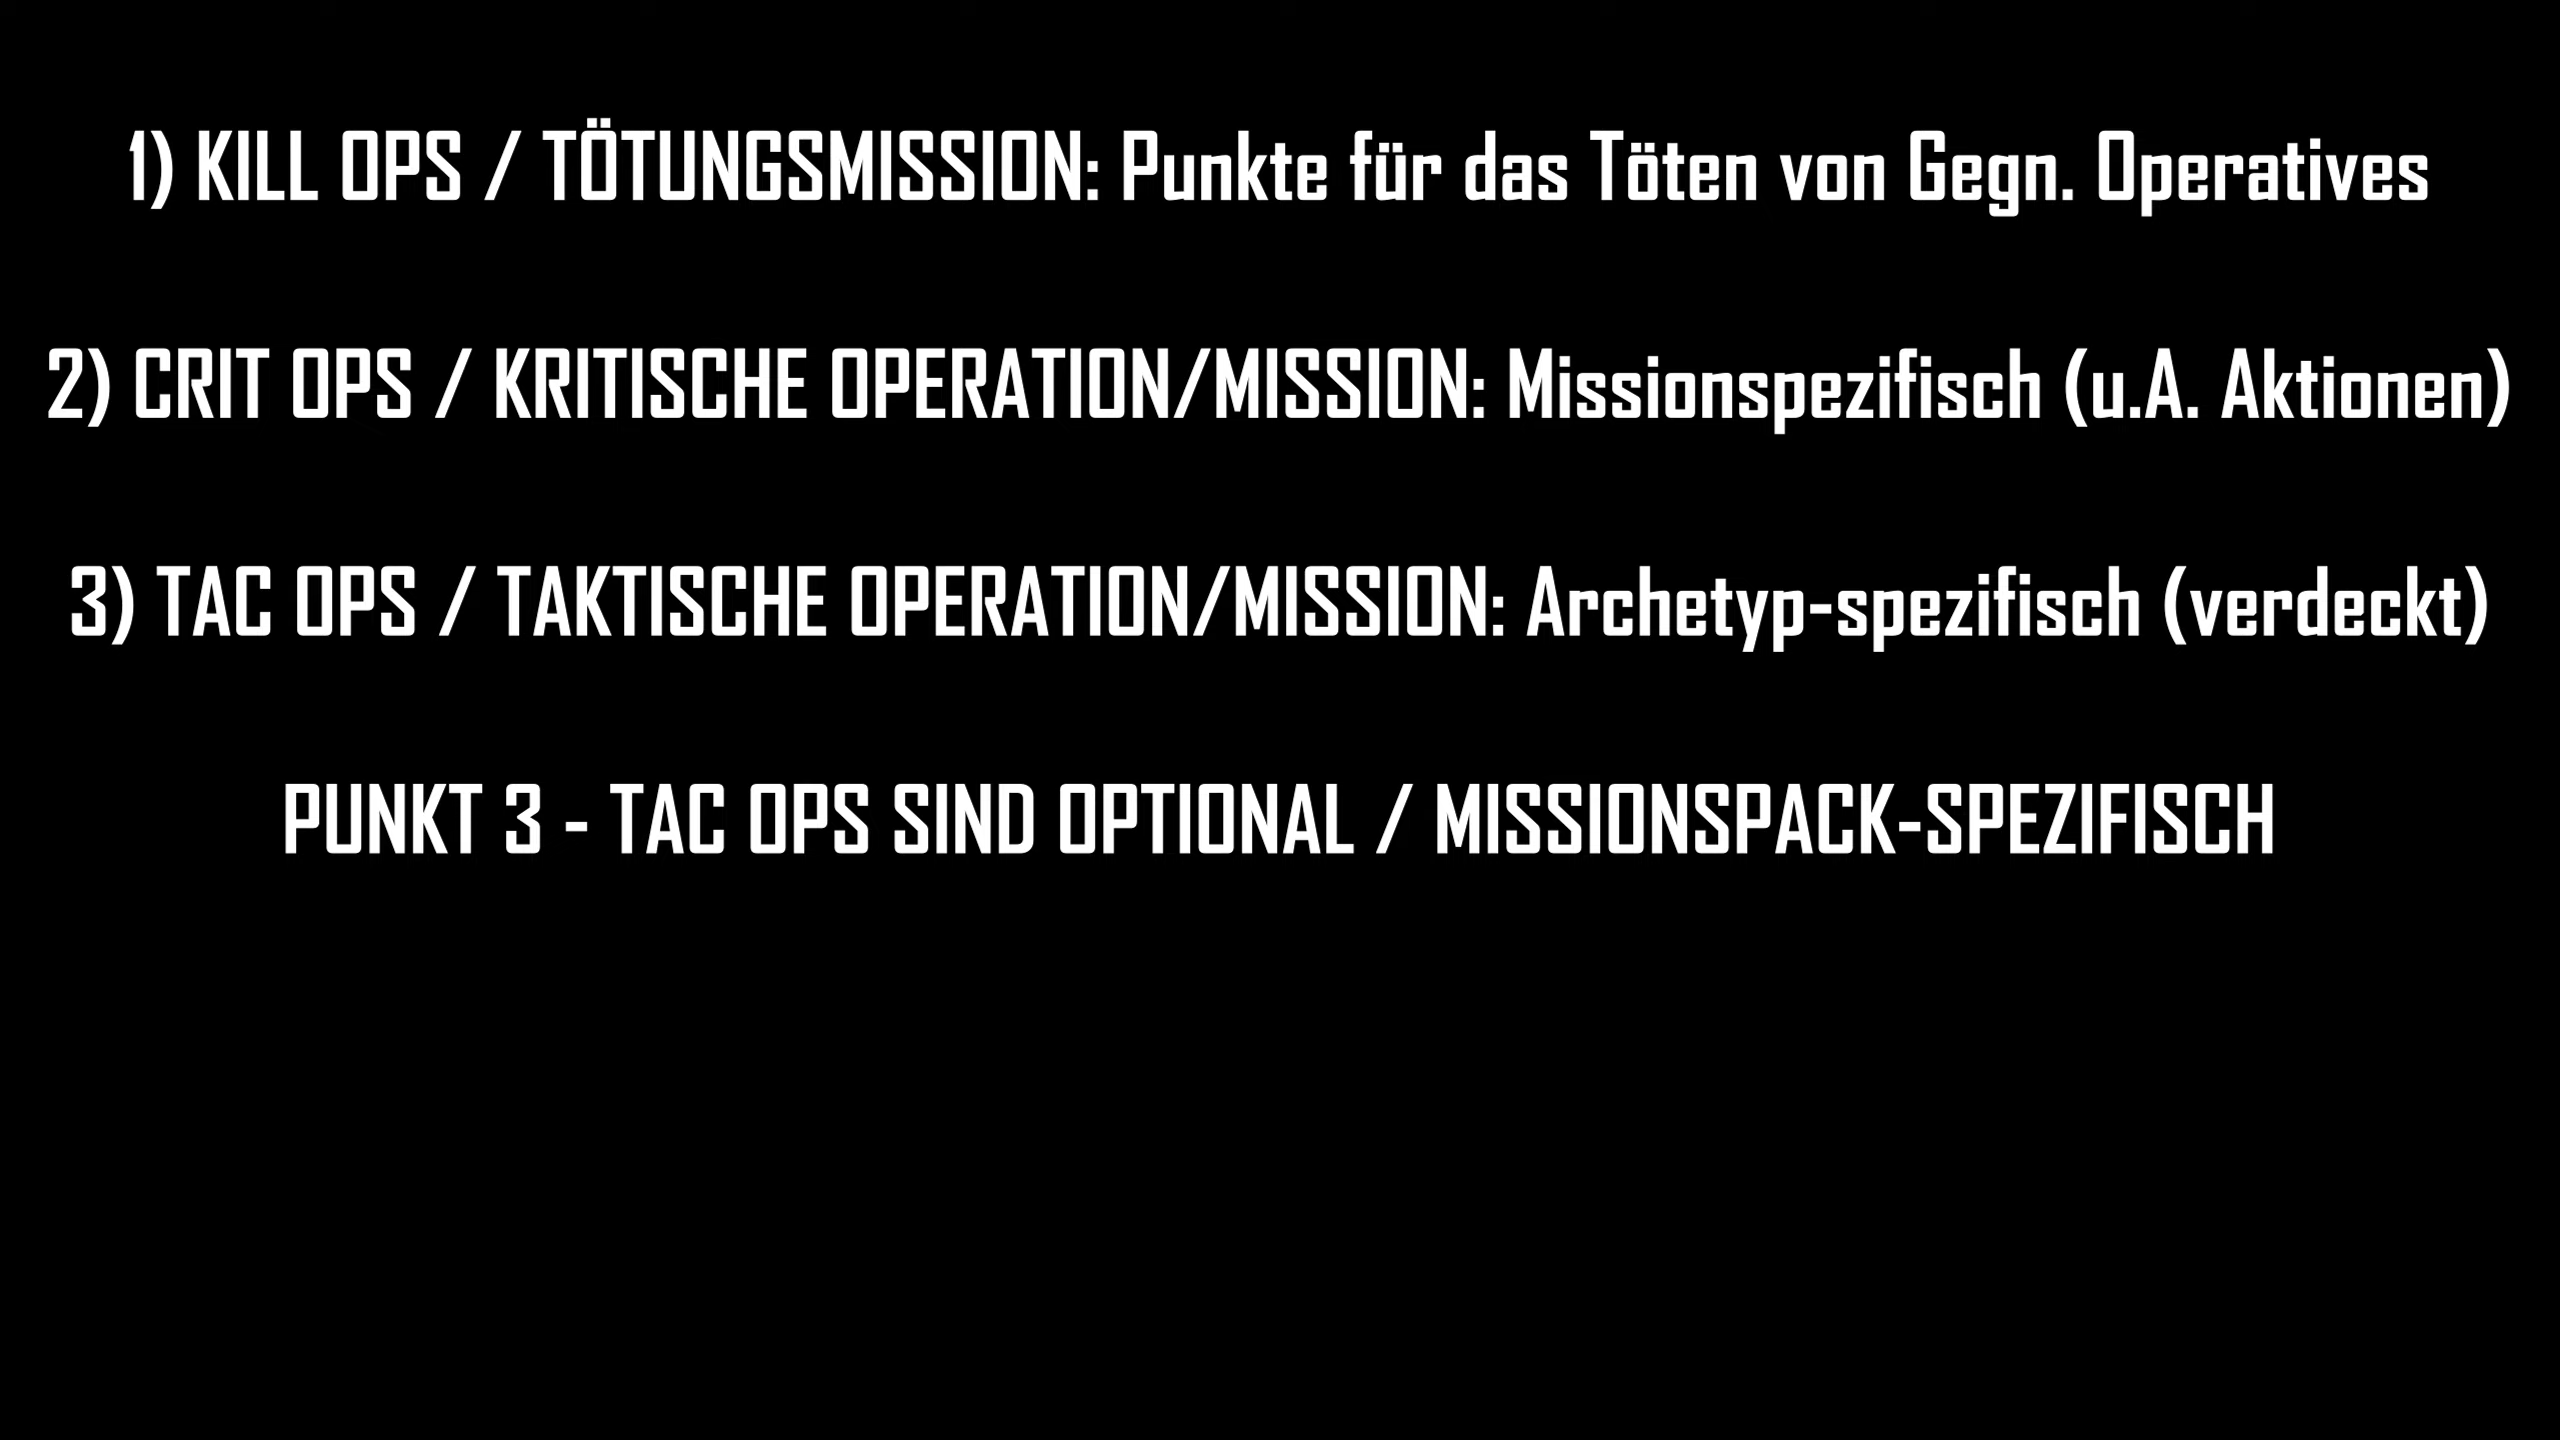 1) KILL OPS / TÖTUNGSMISSION: Punkte für das Töten von Gegn. Operatives
2) CRIT OPS / KRITISCHE OPERATION/MISSION: Missionspezifisch (u.A. Aktionen)
3) TAC OPS / TAKTISCHE OPERATION/MISSION: Archetyp-spezifisch (verdeckt)
PUNKT 3 - TAC OPS SIND OPTIONAL / MISSIONSPACK-SPEZIFISCH